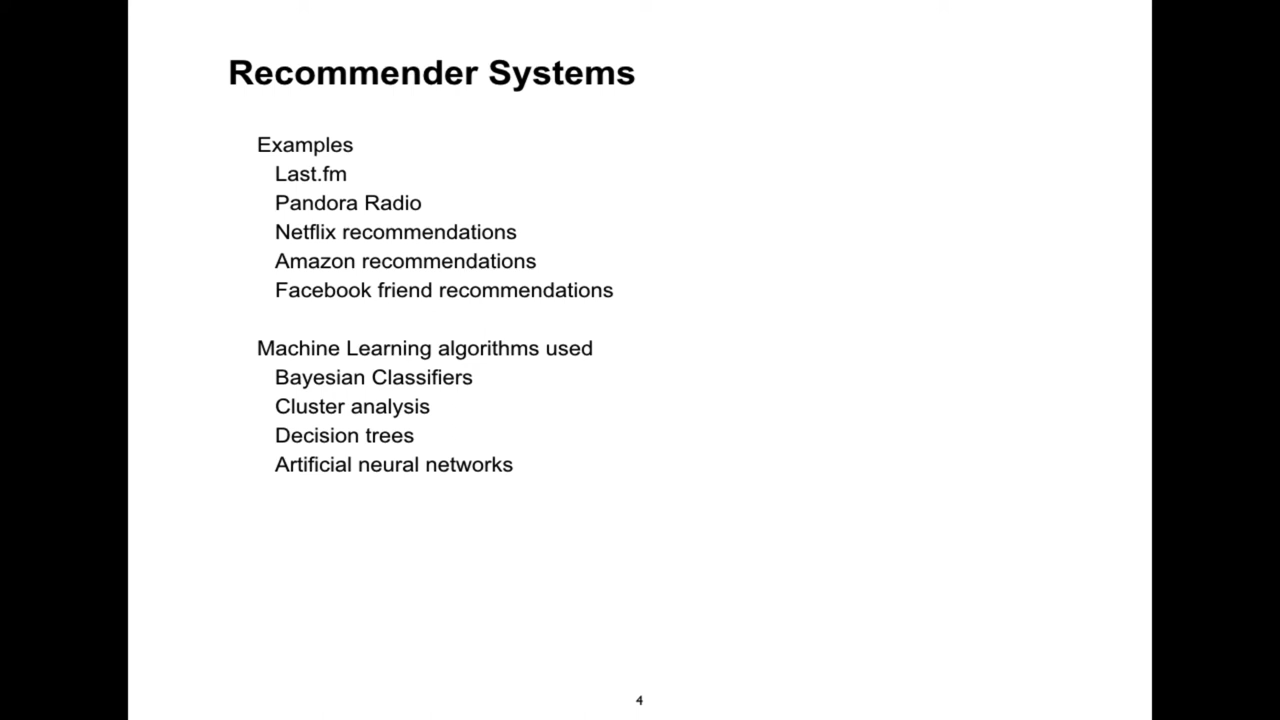 Recommender Systems
Examples
Last.fm
Pandora Radio
Netflix recommendations
Amazon recommendations
Facebook friend recommendations
Machine Learning algorithms used
Bayesian Classifiers
Cluster analysis
Decision trees
Artificial neural networks
4